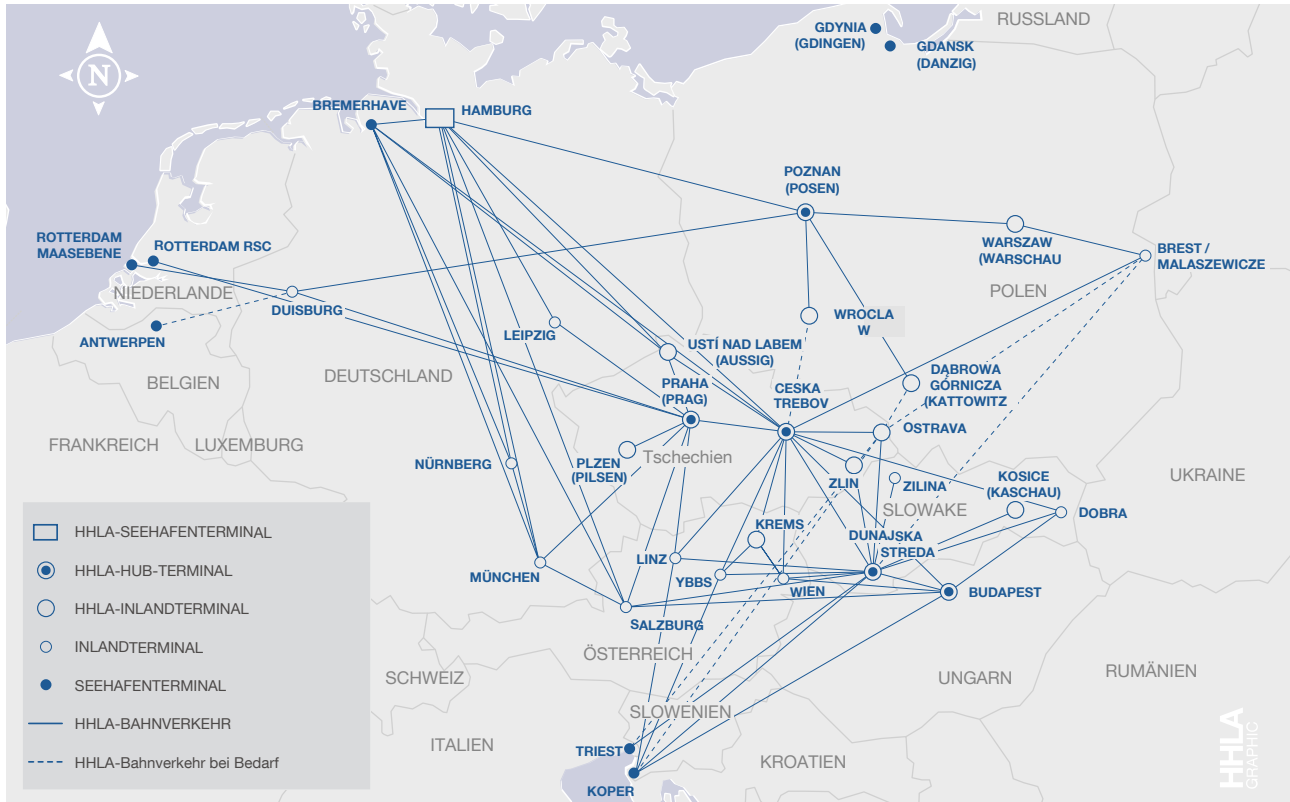 RUSSLAND
GDYNIA
(GDINGEN)
GDANSK
(DANZIG)
N
BREMERHAVE
HAMBURG
POZNAN
(POSEN)
ROTTERDAM
MAASEBENE
ROTTERDAM RSC
WARSZAW
(WARSCHAU
BREST /
MALASZEWICZE
NIEDERLANDE
DUISBURG
POLEN
ANTWERPEN
LEIPZIG
WROCLA
W
USTÍ NAD LABEM
(AUSSIG)
BELGIEN
DEUTSCHLAND
PRAHA
(PRAG)
CESKA
TREBOV
DĄBROWA
GÓRNICZA
(KATTOWITZ
OSTRAVA
FRANKREICH
LUXEMBURG
NÜRNBERG
PLZEN
(PILSEN)
Tschechien
ZLIN
ZILINA
KOSICE
(KASCHAU)
UKRAINE
SLOWAKE
DOBRA
KREMS
DUNAJSKA
STREDA
MÜNCHEN
LINZ
YBBS
WIEN
BUDAPEST
SALZBURG
ÖSTERREICH
SCHWEIZ
UNGARN
RUMÄNIEN
SLOWENIEN
ITALIEN
TRIEST
KROATIEN
KOPER
HHLA-SEEHAFENTERMINAL
HHLA-HUB-TERMINAL
HHLA-INLANDTERMINAL
INLANDTERMINAL
SEEHAFENTERMINAL
HHLA-BAHNVERKEHR
HHLA-Bahnverkehr bei Bedarf
HHLA
GRAPHIC